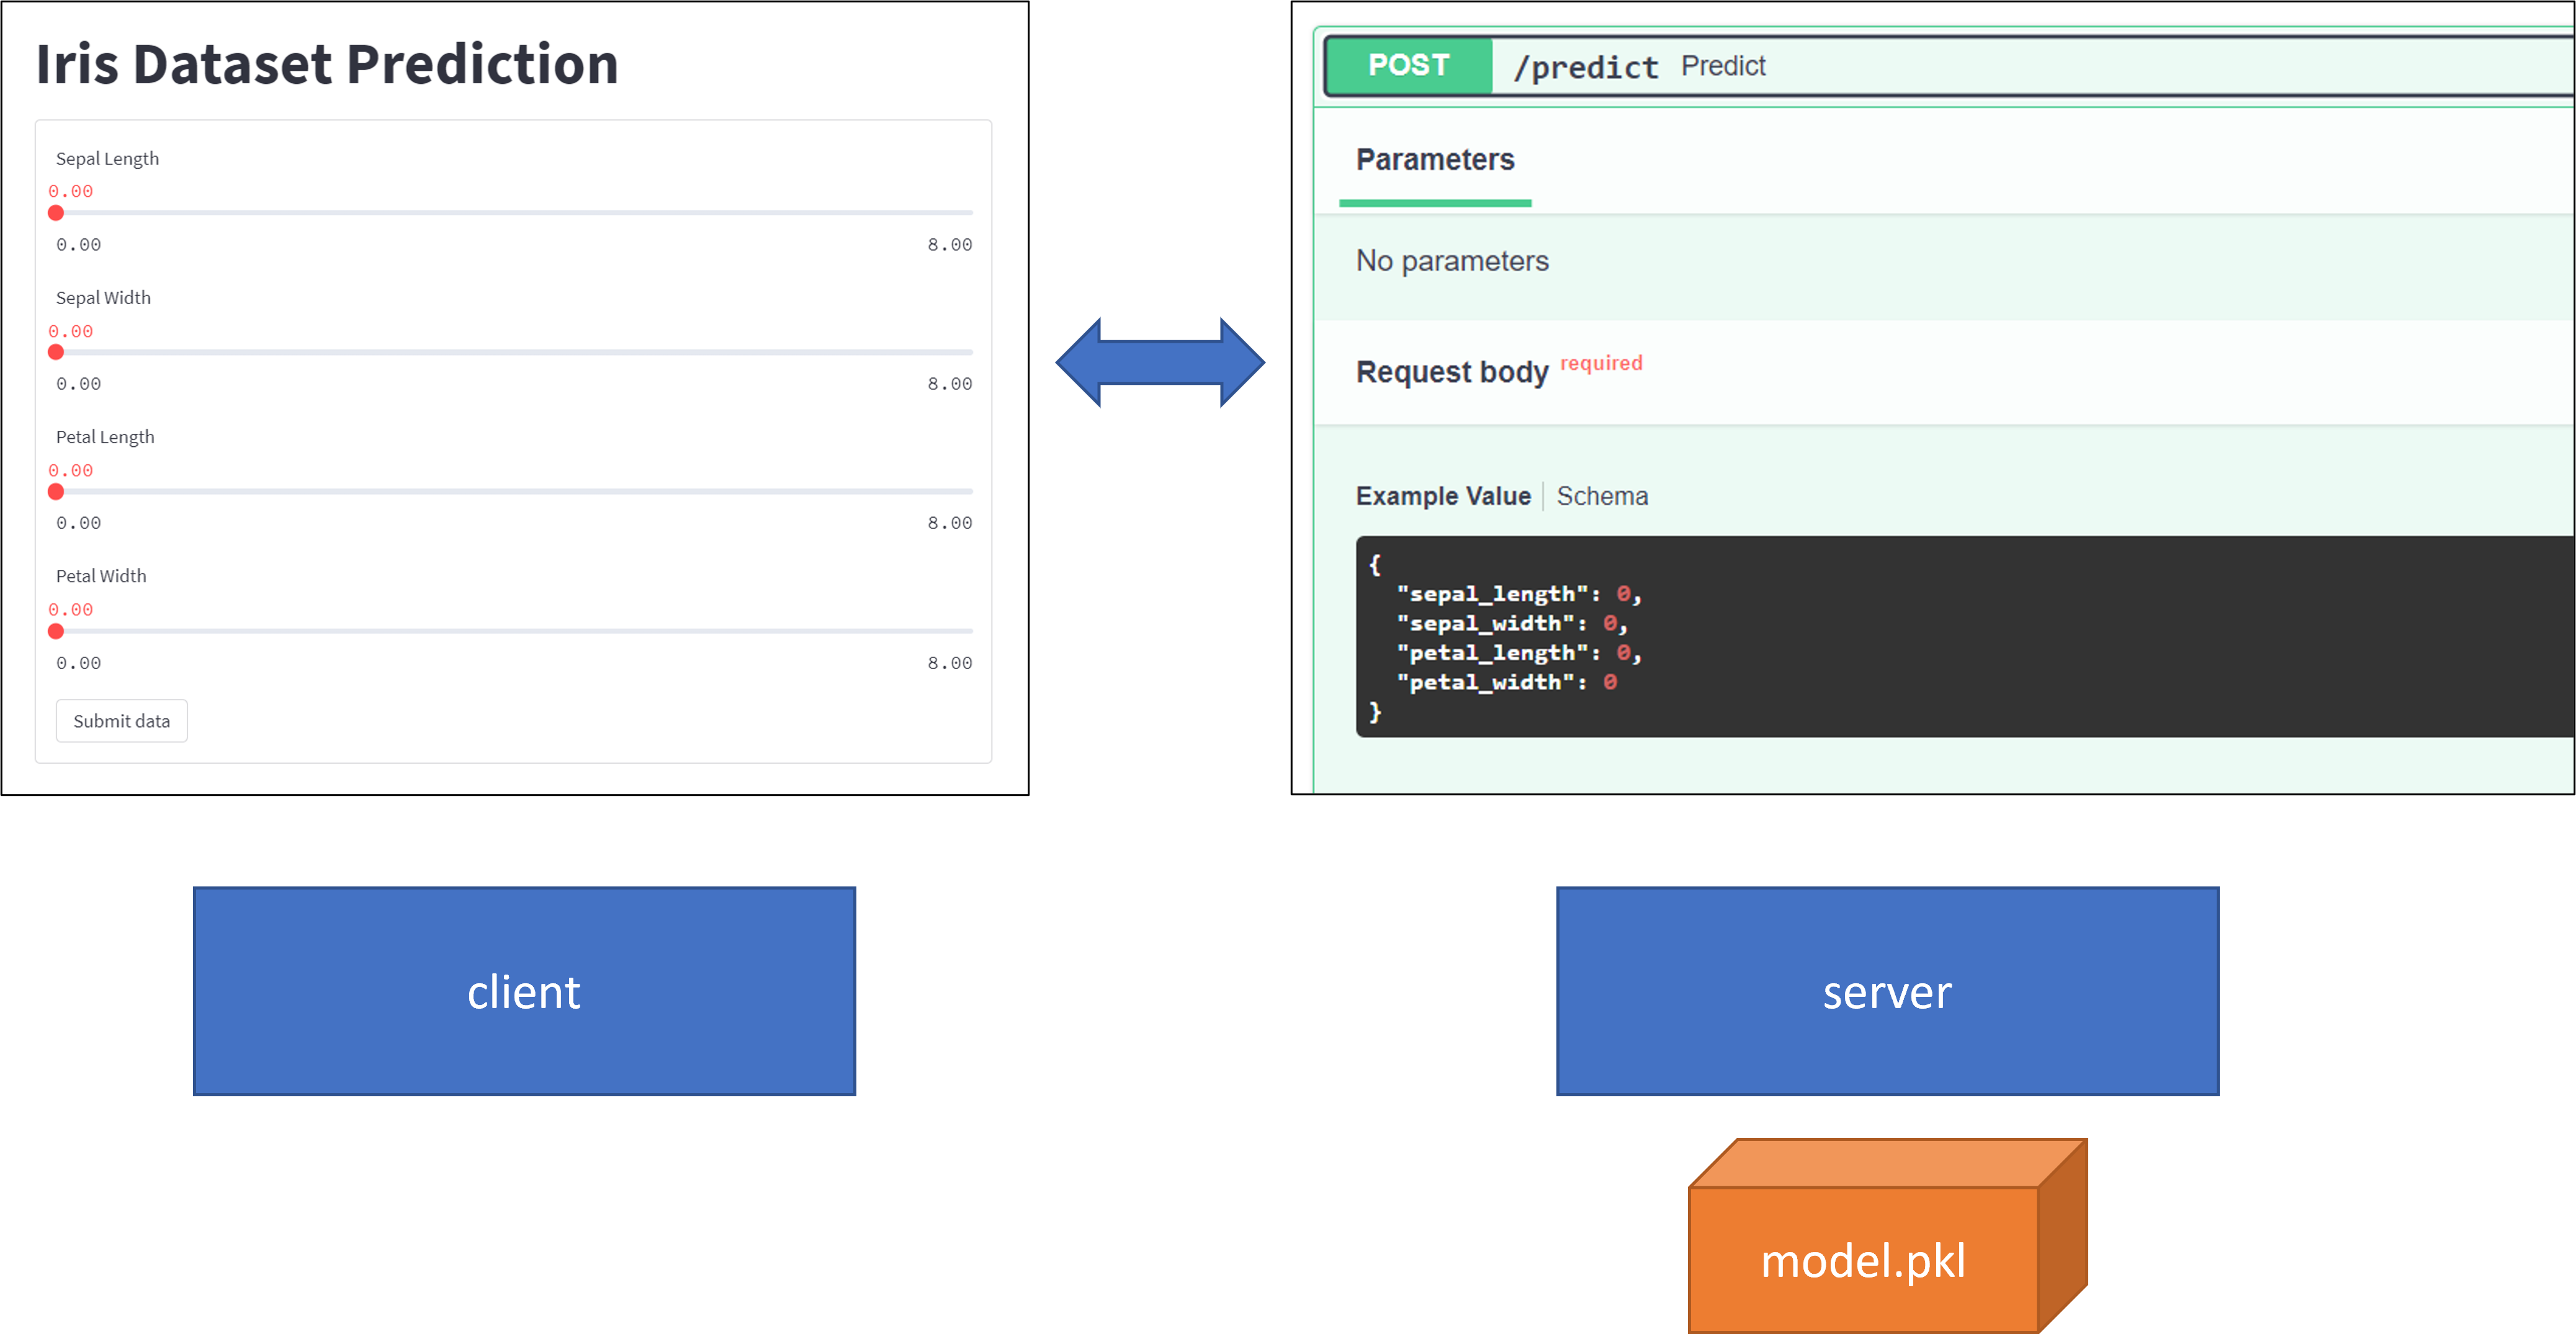 Iris Dataset Prediction
Sepal Length
0.00
0.00 8.00
Sepal Width
0.00
0.00 8.00
Petal Length
0.00
0.00 8.00
Petal Width
0.00
0.00 8.00
Submit data
POST /predict Predict
Parameters
No parameters
Request body required
Example Value Schema
{
"sepal_length": 0,
"sepal_width": 0,
"petal_length": 0,
"petal_width": 0
}
client
server
model.pkl